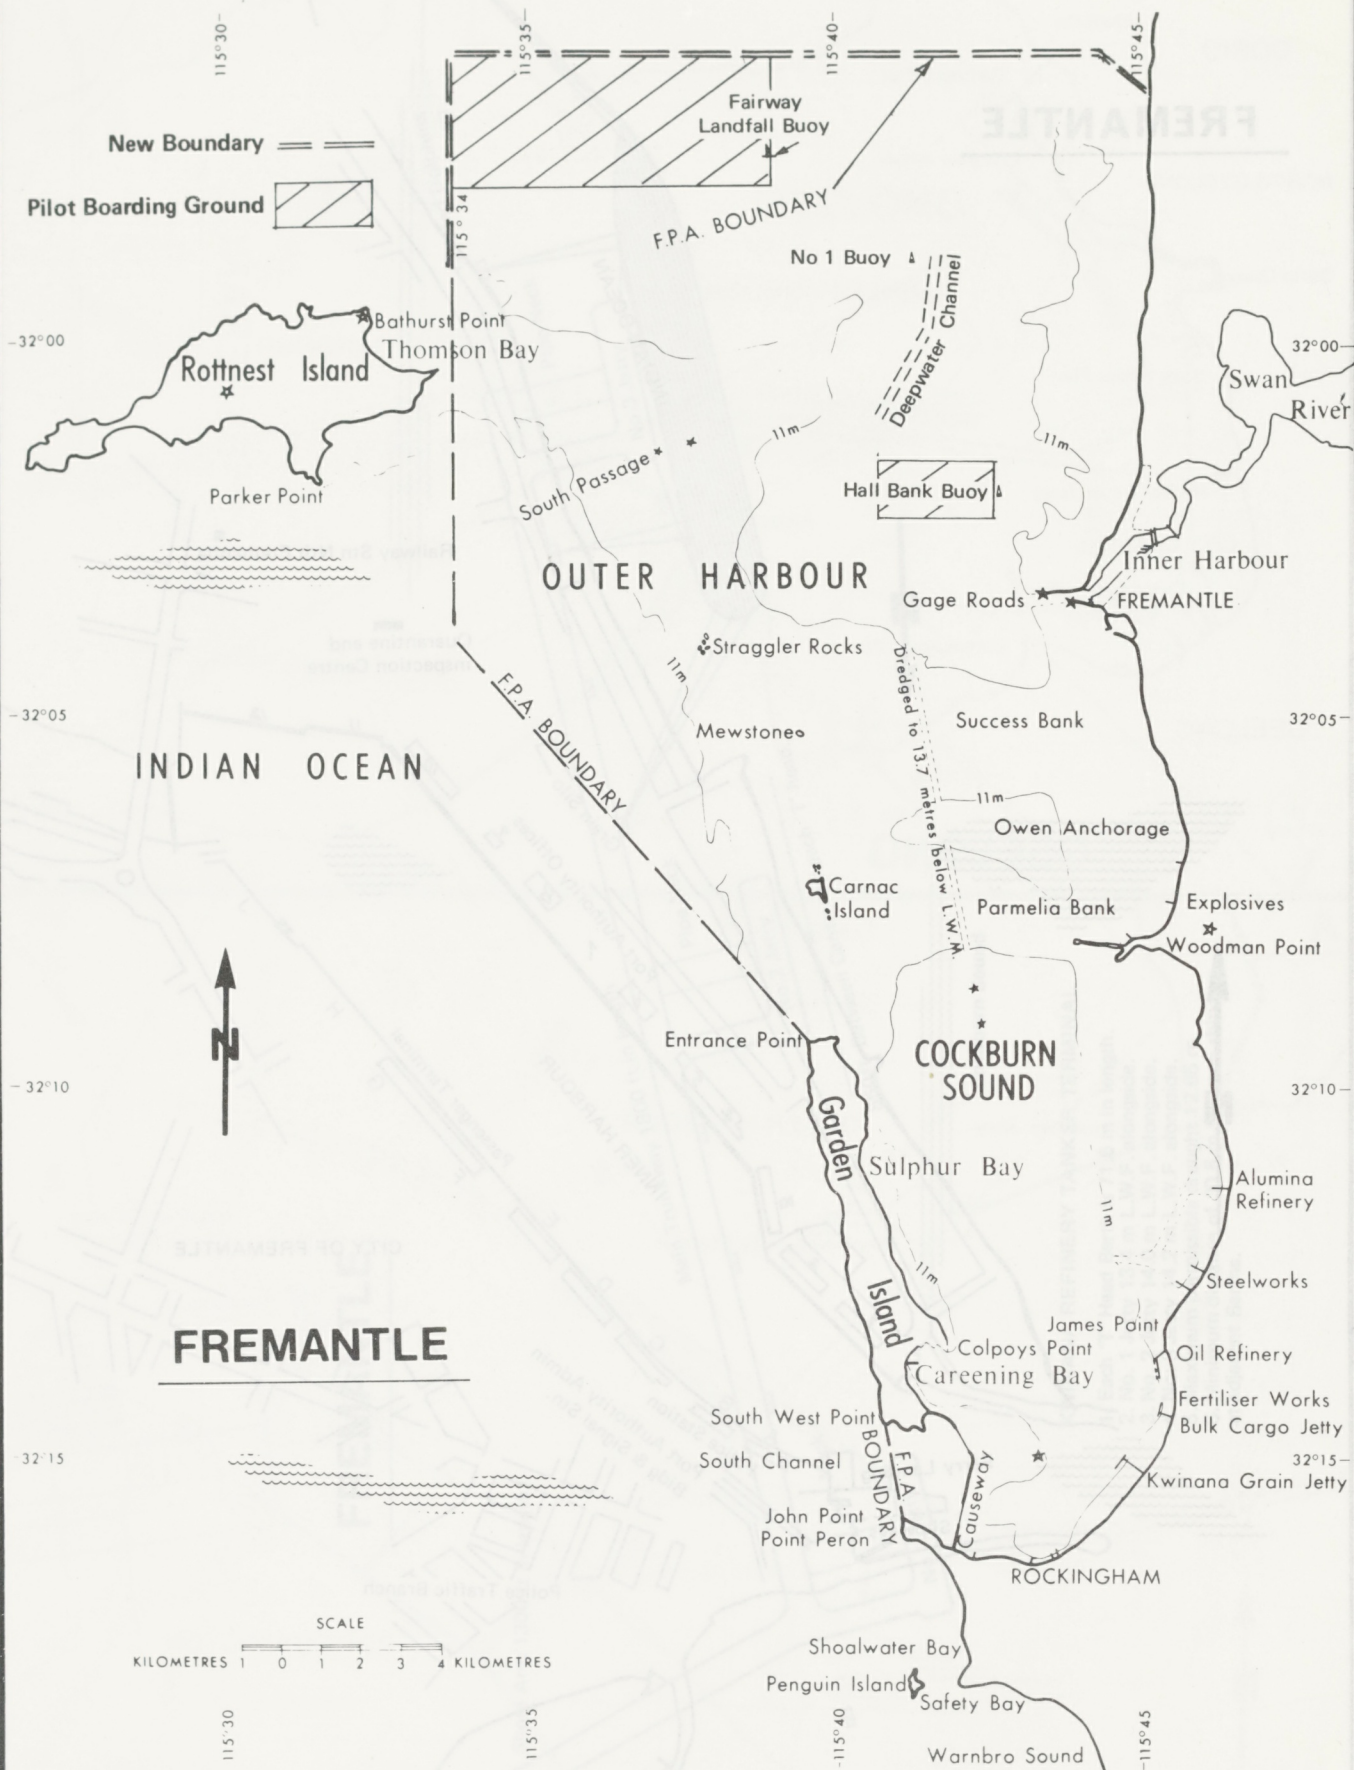 115°30
115°35
115°40
115°45
Fairway
Landfall Buoy
New Boundary
Pilot Boarding Ground
115°34
F.P.A. BOUNDARY
No 1 Buoy
Deepwater Channel
Bathurst Point
Thomson Bay
32°00
32°00
Rottnest Island
Swan
River
11m
11m
South Passage
Hall Bank Buoy
Parker Point
Inner Harbour
OUTER HARBOUR
Gage Roads
FREMANTLE
Straggler Rocks
11m
Dredged to 13.7 metres below L.W.M.
F.P.A. BOUNDARY
32°05
32°05
Success Bank
Mewstone
INDIAN OCEAN
11m
Owen Anchorage
Carnac
Island
Parmelia Bank
Explosives
Woodman Point
N
Entrance Point
COCKBURN
SOUND
32°10
32°10
Garden
Island
Sulphur Bay
Alumina
Refinery
11m
11m
Steelworks
James Point
FREMANTLE
Colpoys Point
Oil Refinery
Careening Bay
Fertiliser Works
Bulk Cargo Jetty
South West Point
F.P.A.
BOUNDARY
South Channel
32°15
32°15
Causeway
Kwinana Grain Jetty
John Point
Point Peron
ROCKINGHAM
SCALE
KILOMETRES 1 0 1 2 3 4 KILOMETRES
Shoalwater Bay
Penguin Island
Safety Bay
Warnbro Sound
115°30
115°35
115°40
115°45